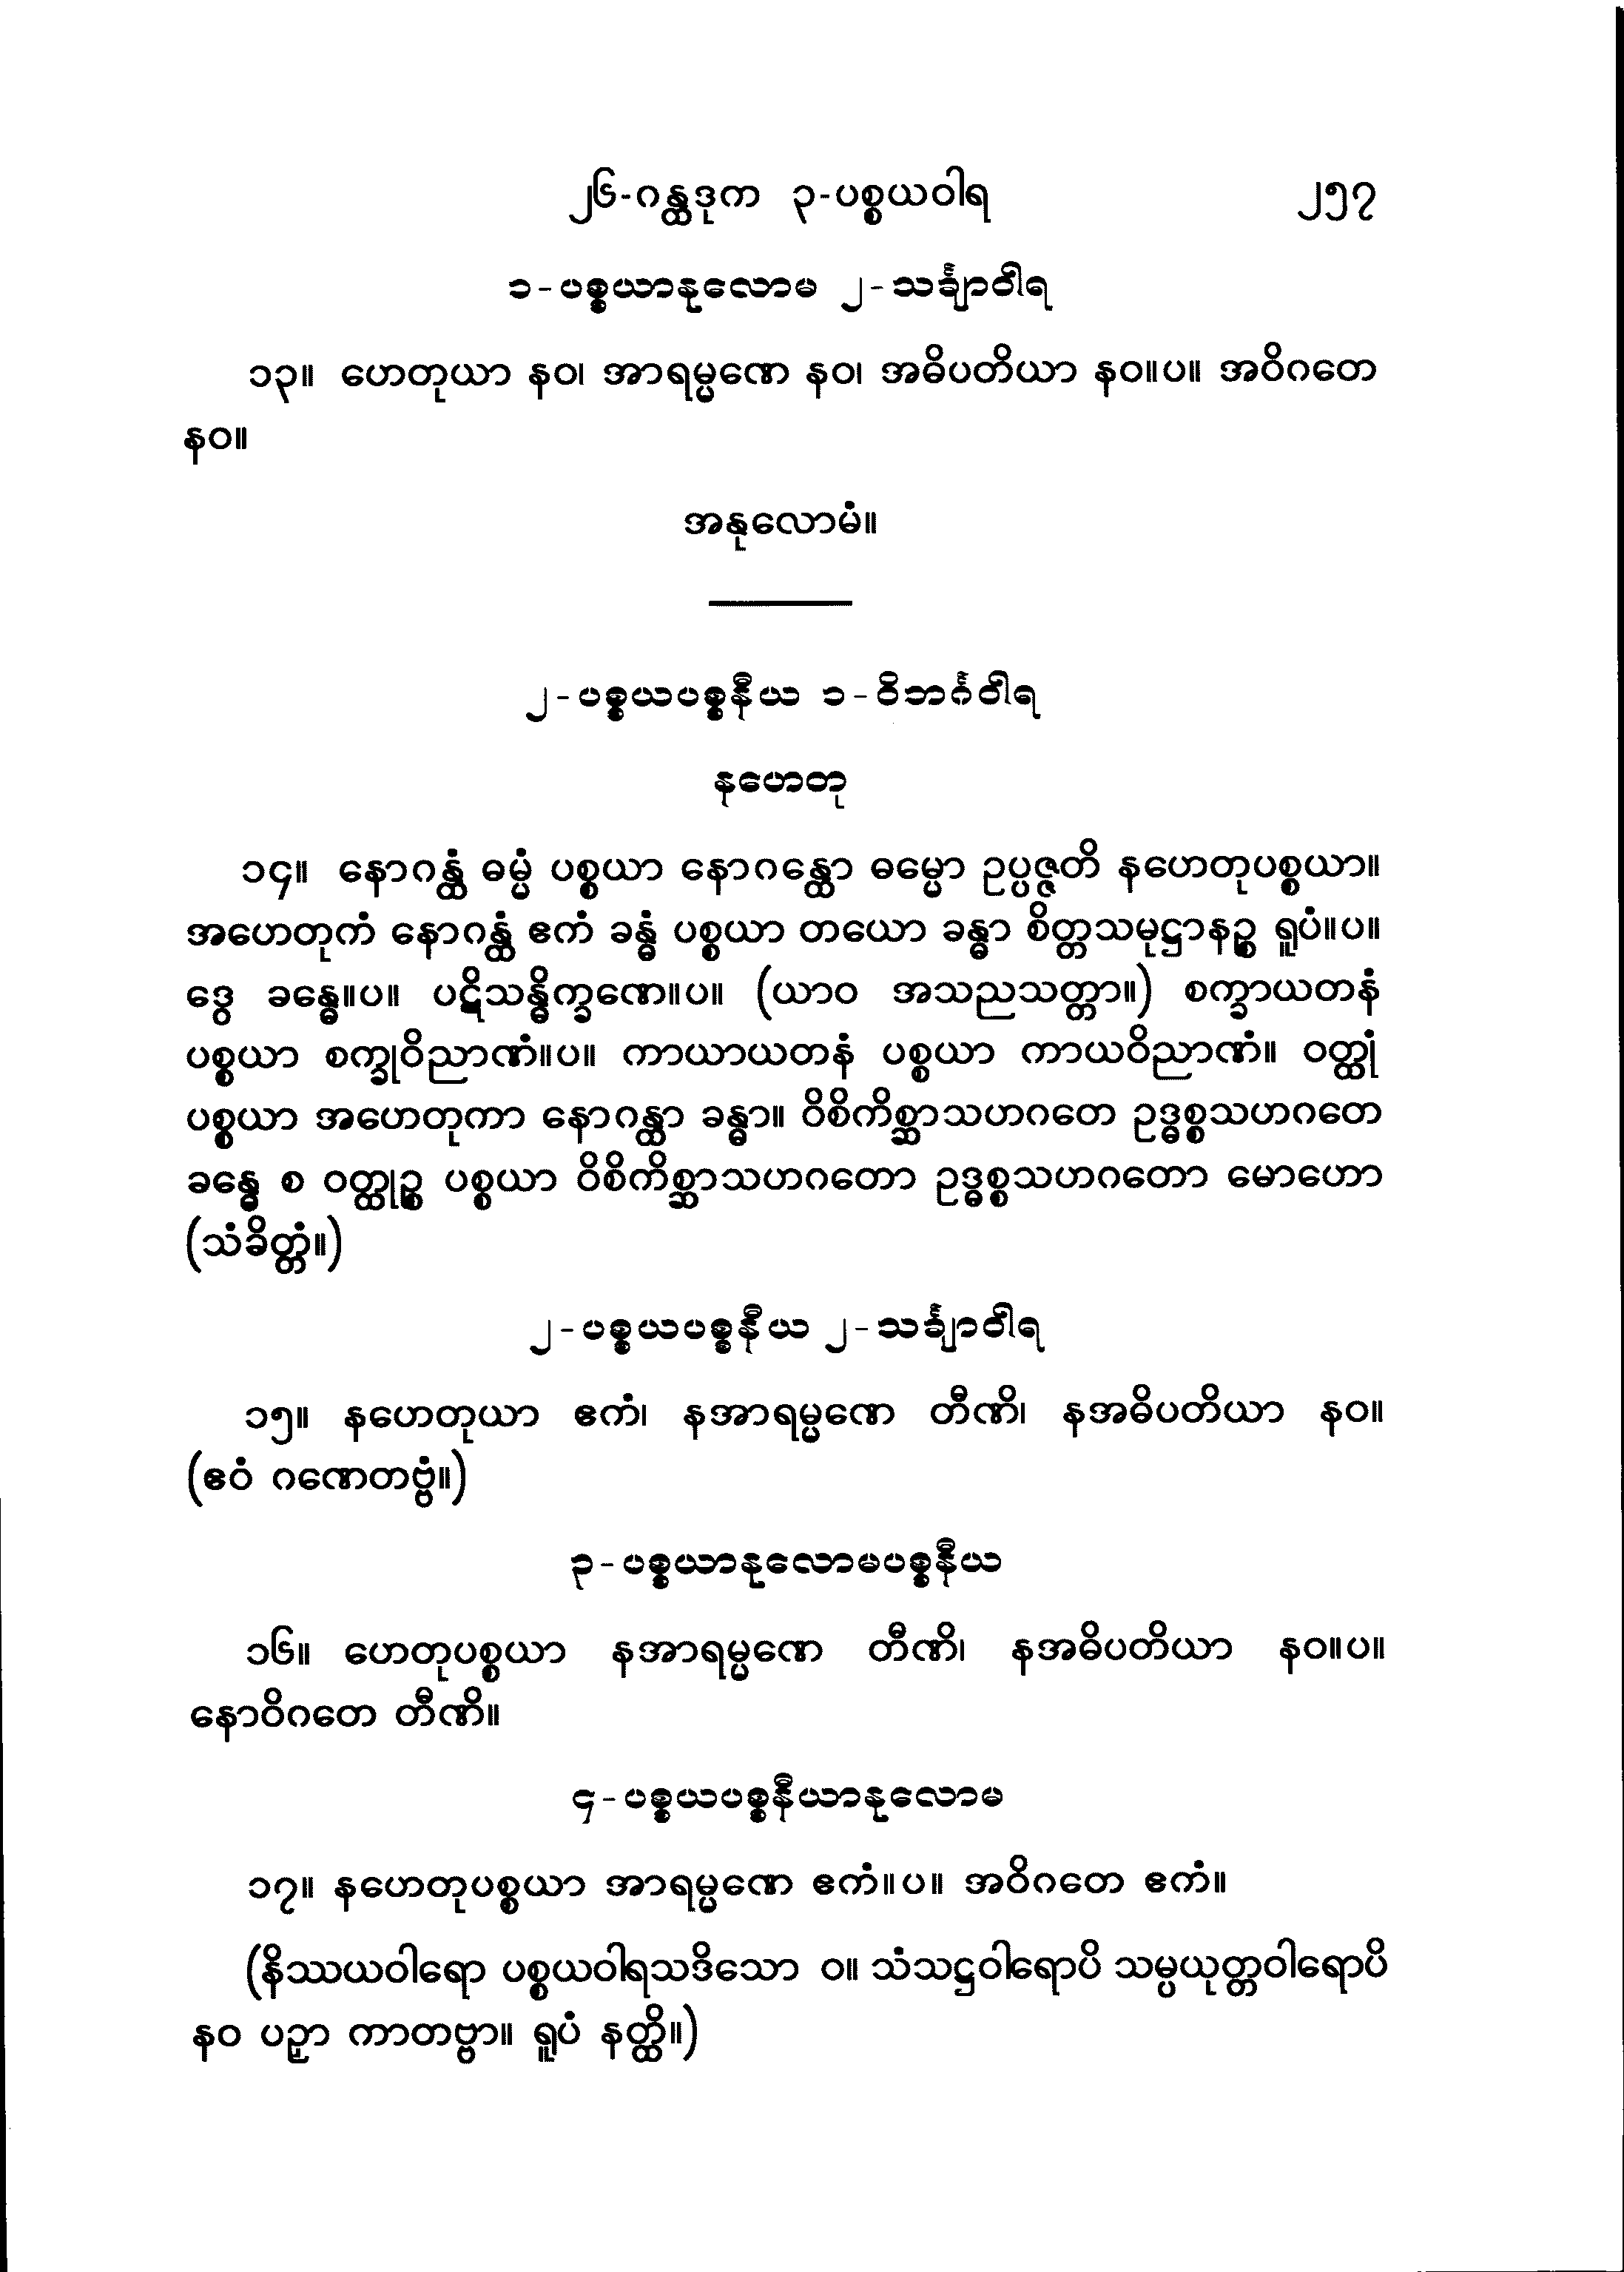 ၂၆-ဂန္ထဒုက ၃-ပစ္စယဝါရ ၂၅၇
၁-ပစ္စယာနုလောမ ၂-သင်္ချာဝါရ
၁၃။ ဟေတုယာ နဝ၊ အာရမ္မဏေ နဝ၊ အဓိပတိယာ နဝ။ပ။ အဝိဂတေ
နဝ။
အနုလောမံ။
၂-ပစ္စယပစ္စနီယ ၁-ဝိဘင်္ဂဝါရ
နဟေတု
၁၄။ နောဂန္ထံ ဓမ္မံ ပစ္စယာ နောဂန္ထော ဓမ္မော ဥပ္ပဇ္ဇတိ နဟေတုပစ္စယာ။
အဟေတုကံ နောဂန္ထံ ဧကံ ခန္ဓံ ပစ္စယာ တယော ခန္ဓာ စိတ္တသမုဋ္ဌာနဉ္စ ရူပံ။ပ။
ဒွေ ခန္ဓေ။ပ။ ပဋိသန္ဓိက္ခဏေ။ပ။ (ယာဝ အသညသတ္တာ။) စက္ခာယတနံ
ပစ္စယာ စက္ခုဝိညာဏံ။ပ။ ကာယာယတနံ ပစ္စယာ ကာယဝိညာဏံ။ ဝတ္ထုံ
ပစ္စယာ အဟေတုကာ နောဂန္ထာ ခန္ဓာ။ ဝိစိကိစ္ဆာသဟဂတေ ဥဒ္ဓစ္စသဟဂတေ
ခန္ဓေ စ ဝတ္ထုဉ္စ ပစ္စယာ ဝိစိကိစ္ဆာသဟဂတော ဥဒ္ဓစ္စသဟဂတော မောဟော
(သံခိတ္တံ။)
၂-ပစ္စယပစ္စနီယ ၂-သင်္ချာဝါရ
၁၅။ နဟေတုယာ ဧကံ၊ နအာရမ္မဏေ တီဏိ၊ နအဓိပတိယာ နဝ။
(ဧဝံ ဂဏေတဗ္ဗံ။)
၃-ပစ္စယာနုလောမပစ္စနီယ
၁၆။ ဟေတုပစ္စယာ နအာရမ္မဏေ တီဏိ၊ နအဓိပတိယာ နဝ။ပ။
နောဝိဂတေ တီဏိ။
၄-ပစ္စယပစ္စနီယာနုလောမ
၁၇။ နဟေတုပစ္စယာ အာရမ္မဏေ ဧကံ။ပ။ အဝိဂတေ ဧကံ။
(နိဿယဝါရော ပစ္စယဝါရသဒိသော ဝ။ သံသဋ္ဌဝါရောပိ သမ္ပယုတ္တဝါရောပိ
နဝ ပဉှာ ကာတဗ္ဗာ။ ရူပံ နတ္ထိ။)